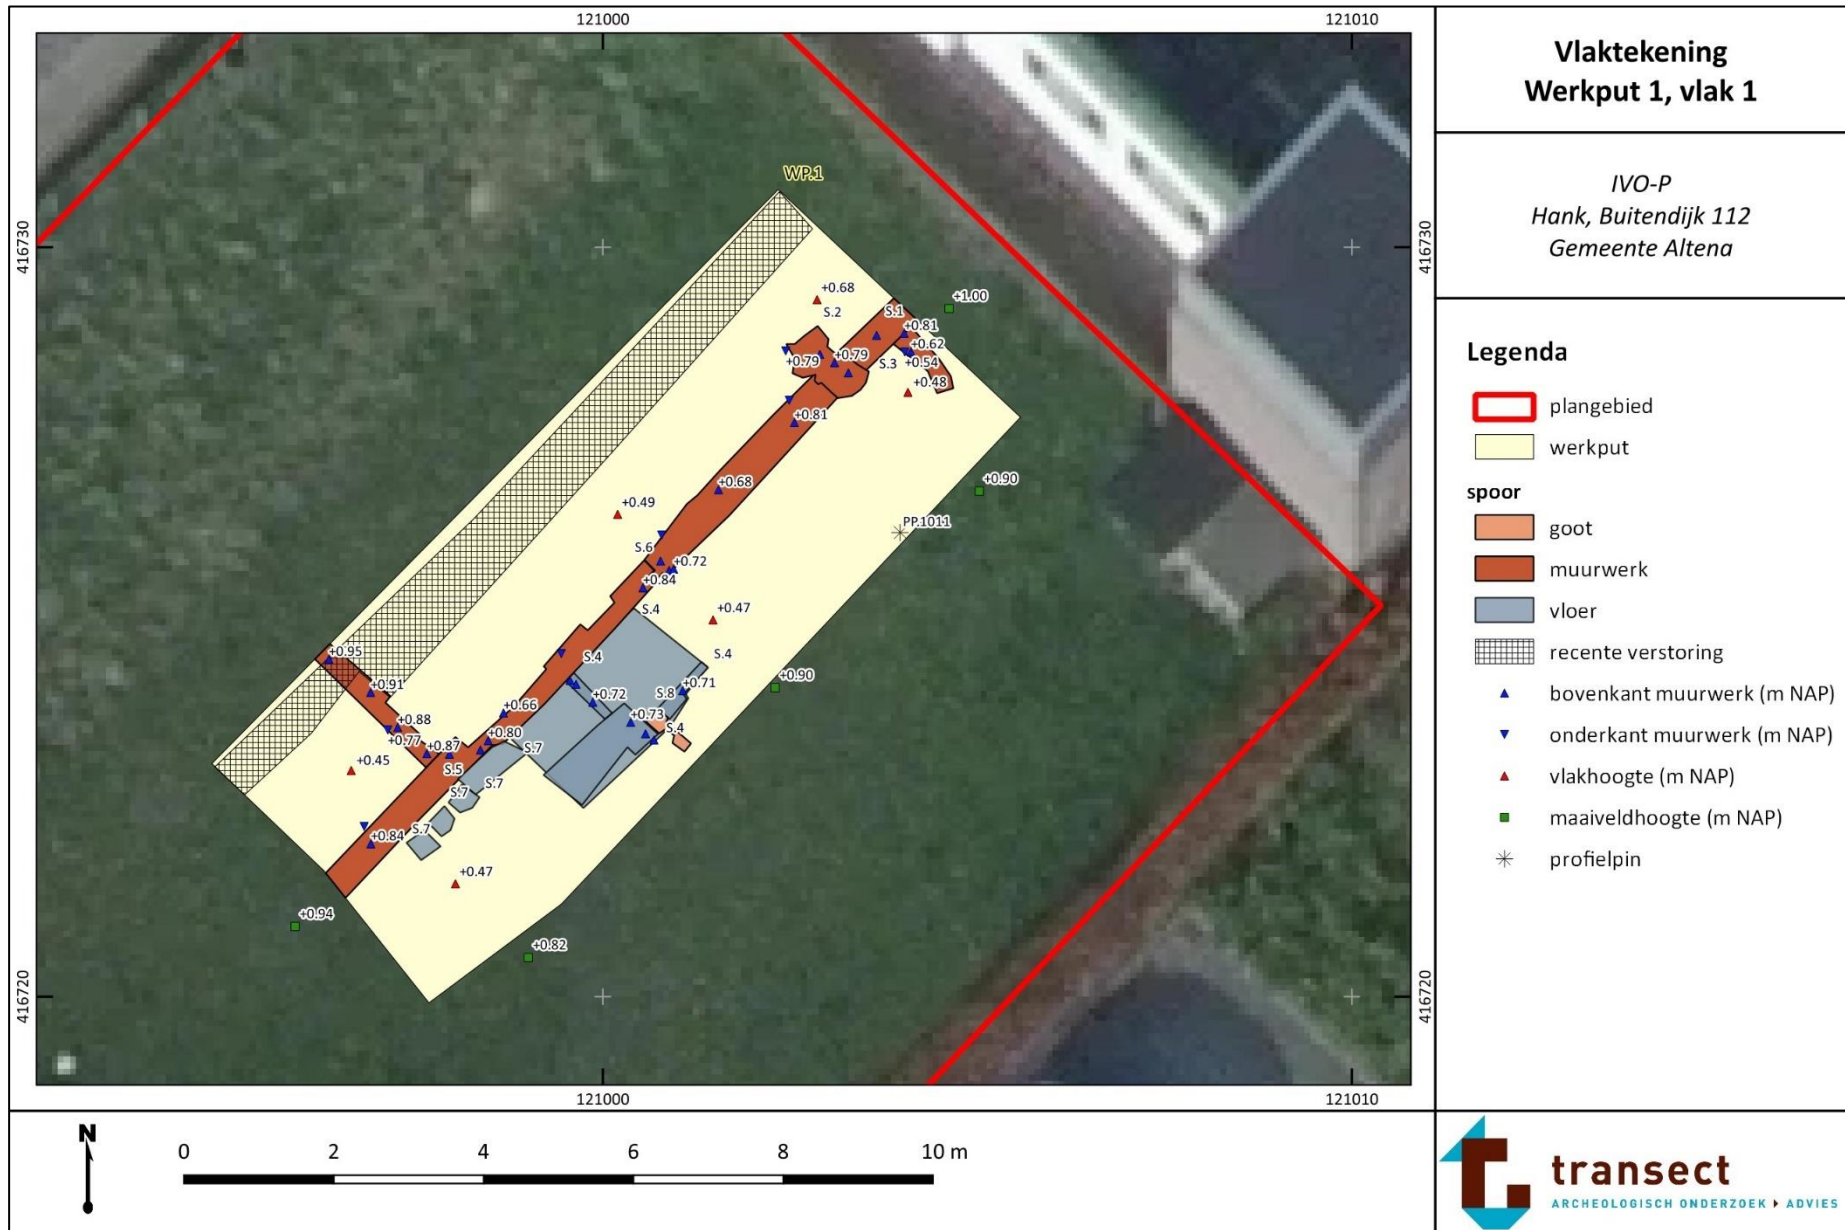 121000
121010
416730
416730
416720
416720
121000
121010
WP.1
+0.68
S.2
S.1
+1.00
+0.81
+0.62
+0.79
+0.79
S.3
+0.54
+0.48
+0.81
+0.68
+0.90
+0.49
PP.1011
S.6
+0.72
+0.84
S.4
+0.47
+0.95
S.4
S.4
+0.90
+0.91
+0.71
S.8
+0.72
+0.66
+0.73
+0.88
+0.80
S.4
+0.77
+0.87
S.7
+0.45
S.5
S.7
S.7
S.7
+0.84
+0.47
+0.94
+0.82
Vlaktekening
Werkput 1, vlak 1
IVO-P
Hank, Buitendijk 112
Gemeente Altena
Legenda
plangebied
werkput
spoor
goot
muurwerk
vloer
recente verstoring
bovenkant muurwerk (m NAP)
onderkant muurwerk (m NAP)
vlakhoogte (m NAP)
maaiveldhoogte (m NAP)
profielpin
N
0 2 4 6 8 10 m
transect
ARCHEOLOGISCH ONDERZOEK ADVIES